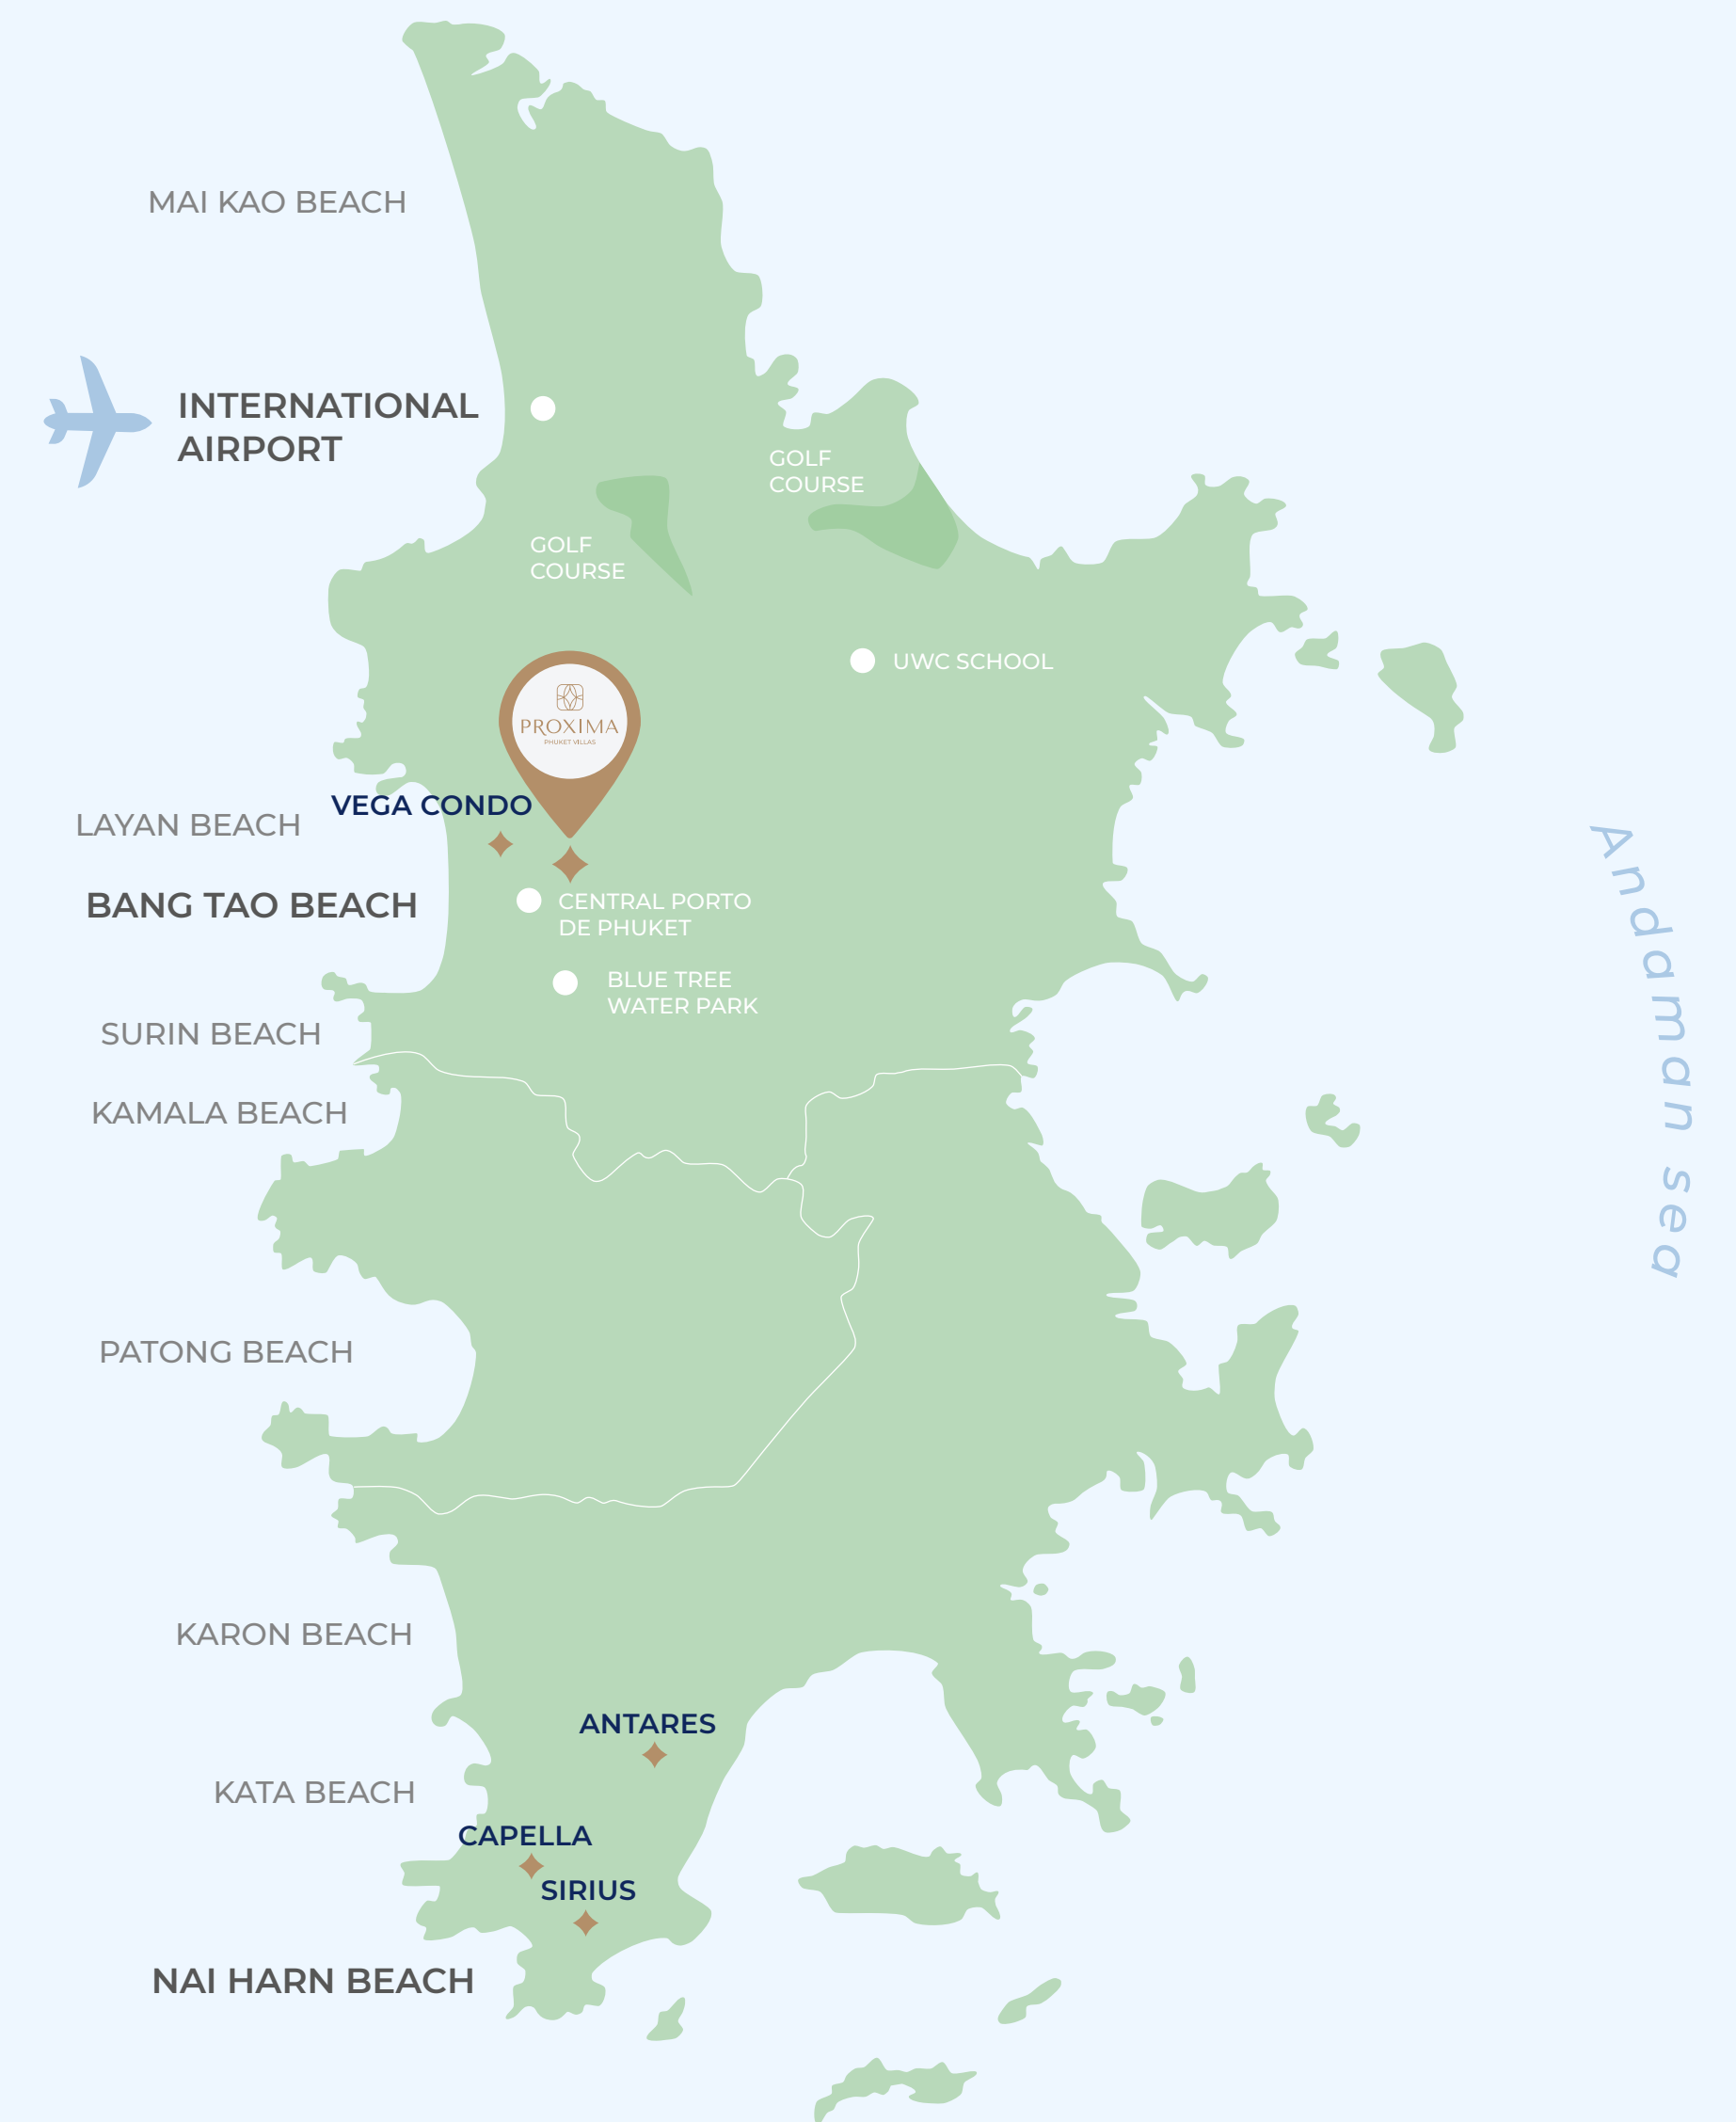 MAI KAO BEACH
INTERNATIONAL
AIRPORT
GOLF
COURSE
GOLF
COURSE
UWC SCHOOL
PROXIMA
PHUKET VILLAS
VEGA CONDO
LAYAN BEACH
BANG TAO BEACH
CENTRAL PORTO
DE PHUKET
BLUE TREE
WATER PARK
SURIN BEACH
KAMALA BEACH
Andaman sea
PATONG BEACH
KARON BEACH
ANTARES
KATA BEACH
CAPELLA
SIRIUS
NAI HARN BEACH